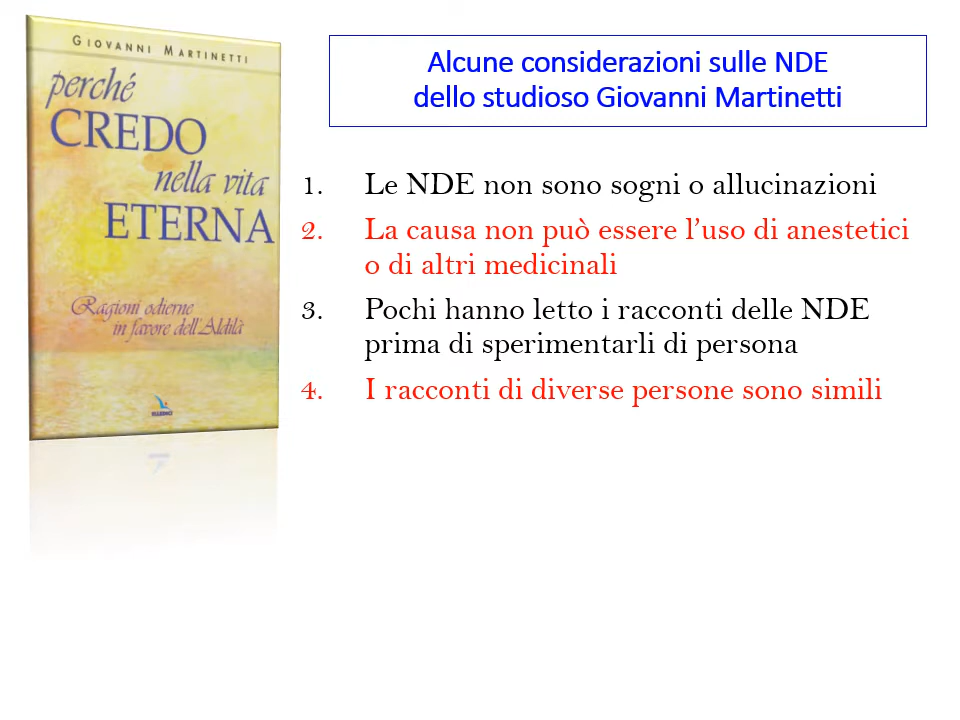 GIOVANNI MARTINETTI
perché
CREDO
nella vita
ETERNA
Ragioni odierne
in favore dell'Aldilà
Alcune considerazioni sulle NDE
dello studioso Giovanni Martinetti
1. Le NDE non sono sogni o allucinazioni
2. La causa non può essere l’uso di anestetici
o di altri medicinali
3. Pochi hanno letto i racconti delle NDE
prima di sperimentarli di persona
4. I racconti di diverse persone sono simili